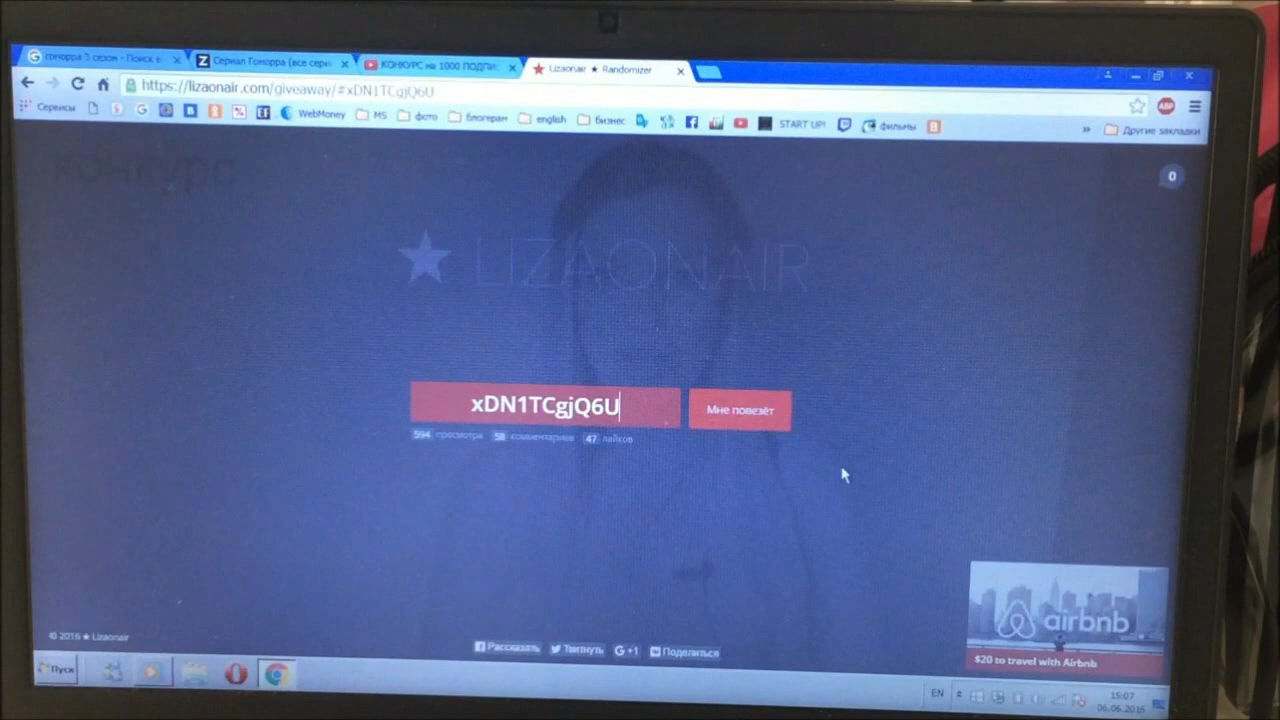 гоморра 3 сезон - Поиск в
Сериал Гоморра (все сери
КОНКУРС на 1000 ПОДПИ
Lizaonair ★ Randomizer
https://lizaonair.com/giveaway/#xDN1TCgjQ6U
Сервисы
WebMoney
MS
фото
блогеран
english
бизнес
START UP!
фильмы
Другие закладки
конкурс
0
★ LIZAONAIR
xDN1TCgjQ6U
Мне повезёт
594 просмотра 58 комментариев 47 лайков
airbnb
$20 to travel with Airbnb
© 2016 ★ Lizaonair
Рассказать
Твитнуть
G+1
Поделиться
Пуск
EN
15:07
06.06.2016